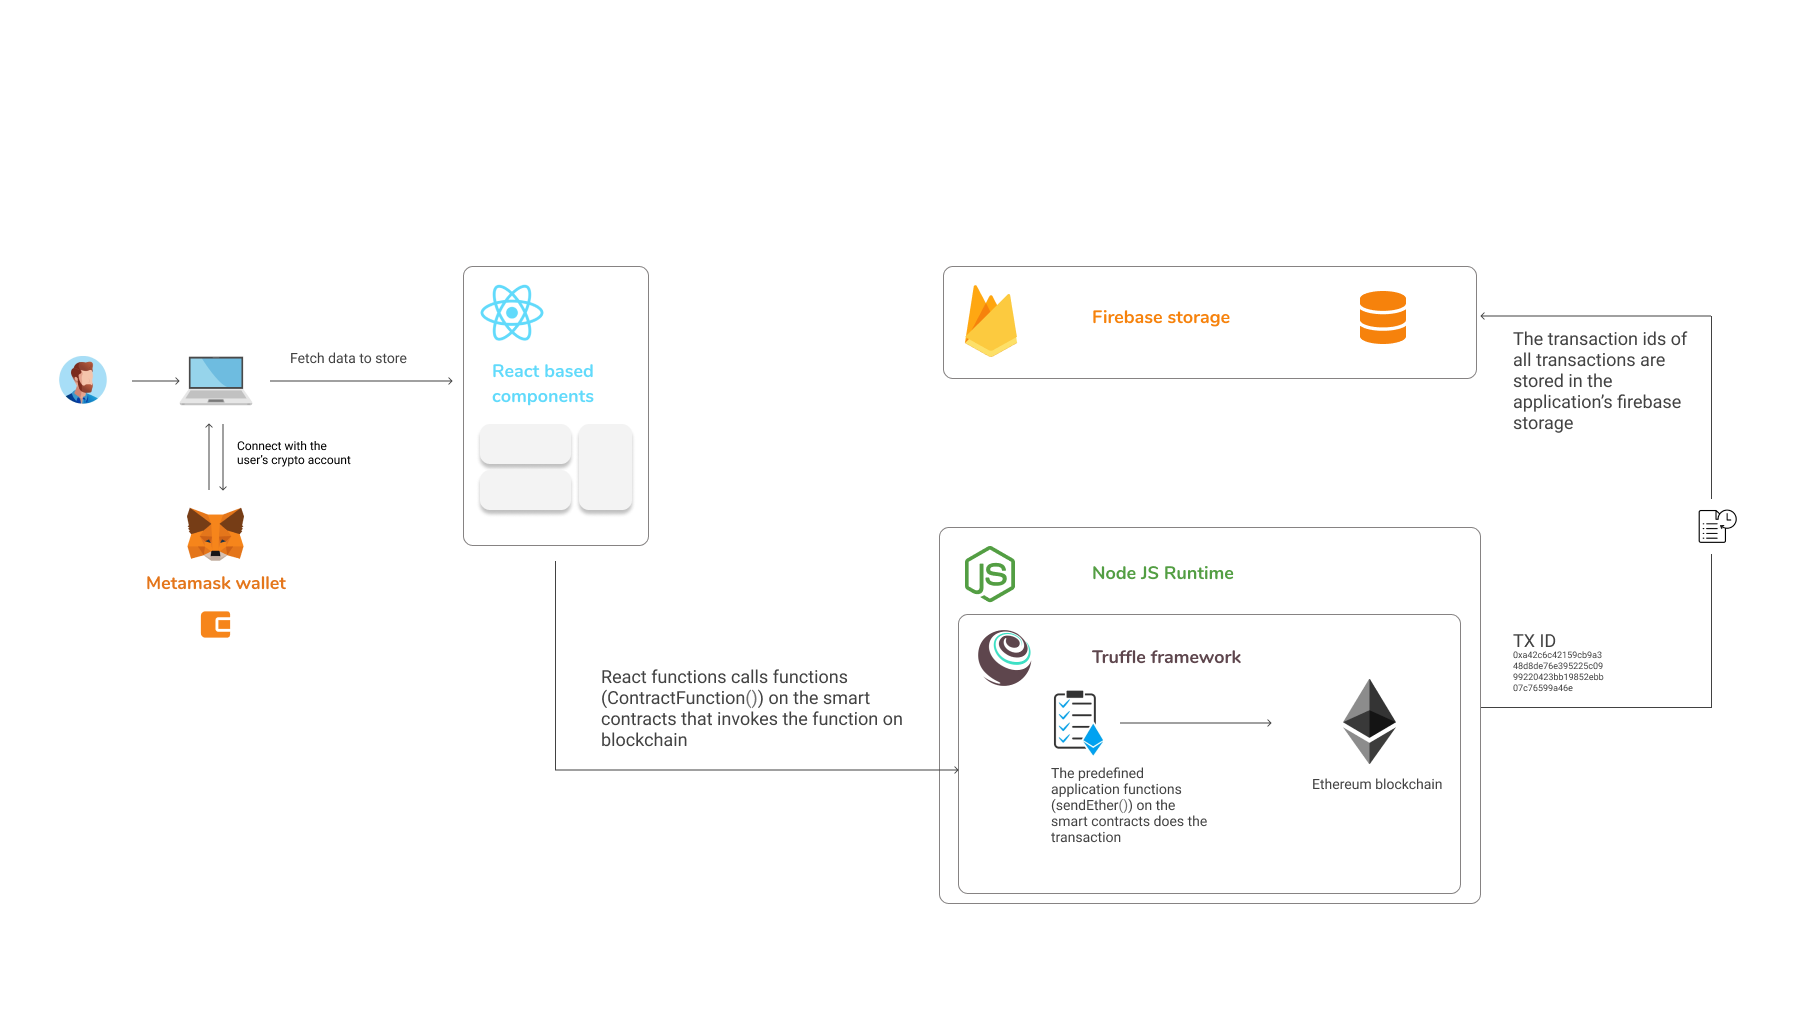 Fetch data to store
Connect with the
user's crypto account
Metamask wallet
React based
components
React functions calls functions
(ContractFunction()) on the smart
contracts that invokes the function on
blockchain
Firebase storage
The transaction ids of
all transactions are
stored in the
application's firebase
storage
JS
Node JS Runtime
Truffle framework
The predefined
application functions
(sendEther()) on the
smart contracts does the
transaction
Ethereum blockchain
TX ID
0xa42c6c42159cb9a3
48d8de76e395225c09
99220423bb19852ebb
07c76599a46e